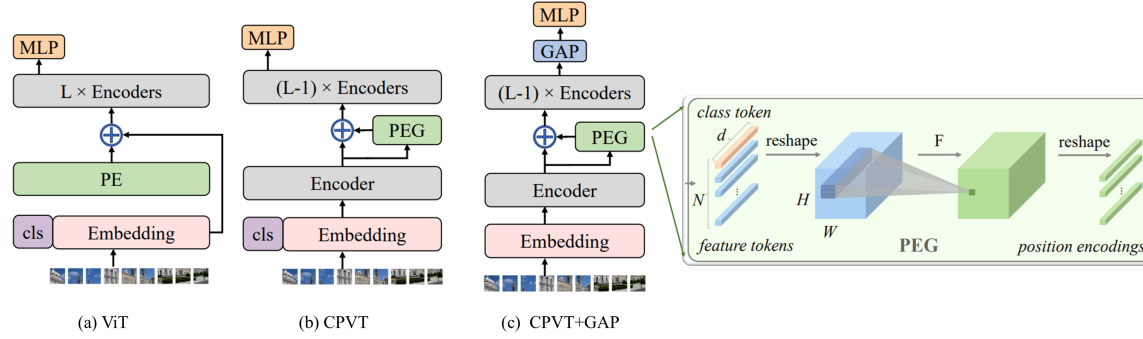 MLP
L × Encoders
PE
cls
Embedding
(a) ViT
MLP
(L-1) × Encoders
PEG
Encoder
cls
Embedding
(b) CPVT
MLP
GAP
(L-1) × Encoders
PEG
Encoder
Embedding
(c) CPVT+GAP
class token
d
reshape
F
reshape
N
...
H
...
W
feature tokens
PEG
position encodings